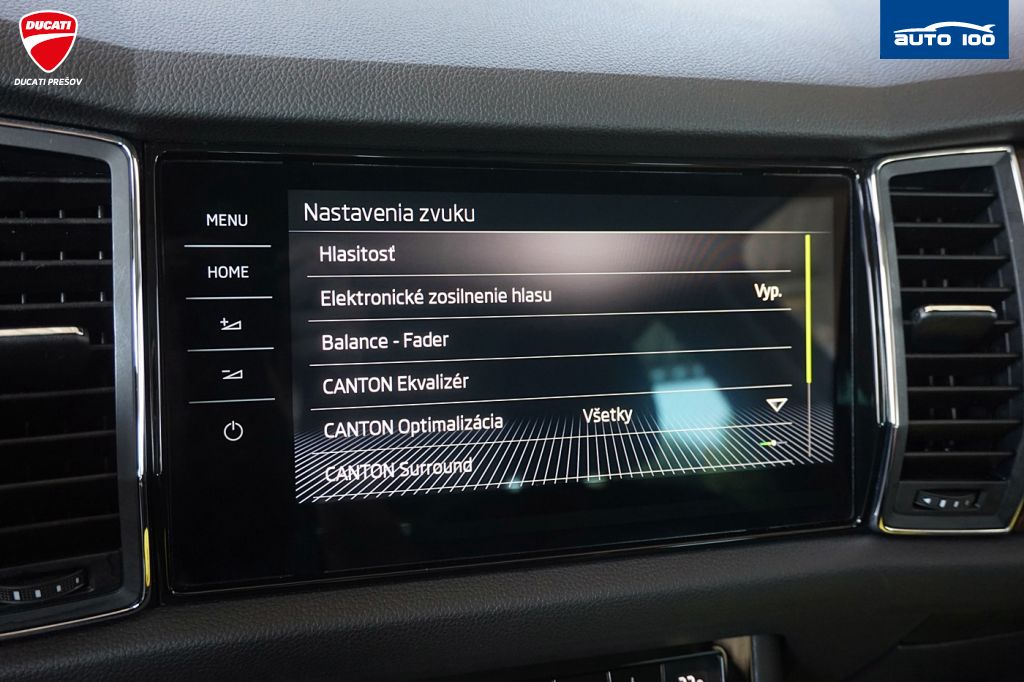 DUCATI
DUCATI PREŠOV
AUTO 100
MENU
HOME
Nastavenia zvuku
Hlasitosť
Elektronické zosilnenie hlasu Vyp.
Balance - Fader
CANTON Ekvalizér
CANTON Optimalizácia Všetky
CANTON Surround